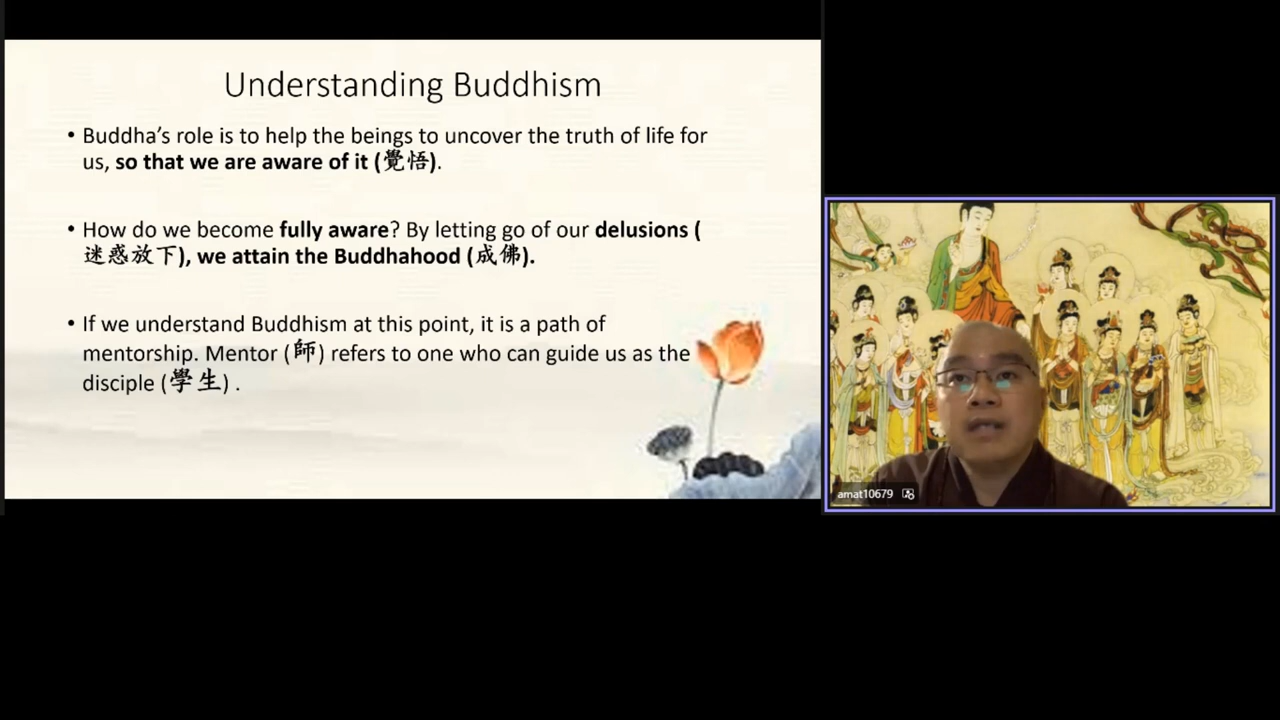 Understanding Buddhism
• Buddha’s role is to help the beings to uncover the truth of life for
us, so that we are aware of it (覺悟).
• How do we become fully aware? By letting go of our delusions (
迷惑放下), we attain the Buddhahood (成佛).
• If we understand Buddhism at this point, it is a path of
mentorship. Mentor (師) refers to one who can guide us as the
disciple (學生) .
amat10679